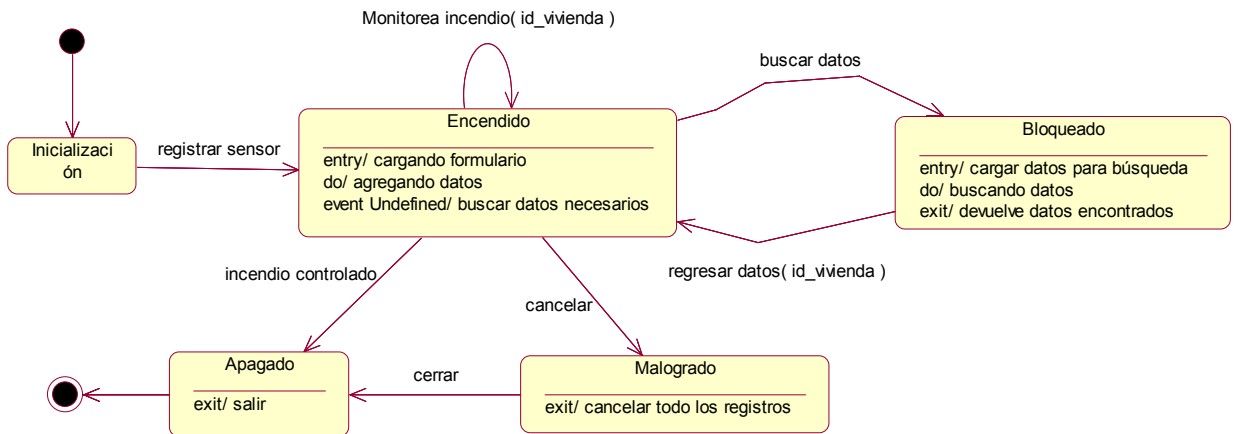 Monitorea incendio( id_vivienda )
buscar datos
Encendido
Bloqueado
Inicializaci
ón
registrar sensor
entry/ cargando formulario
do/ agregando datos
event Undefined/ buscar datos necesarios
entry/ cargar datos para búsqueda
do/ buscando datos
exit/ devuelve datos encontrados
regresar datos( id_vivienda )
incendio controlado
cancelar
Apagado
exit/ salir
cerrar
Malogrado
exit/ cancelar todo los registros